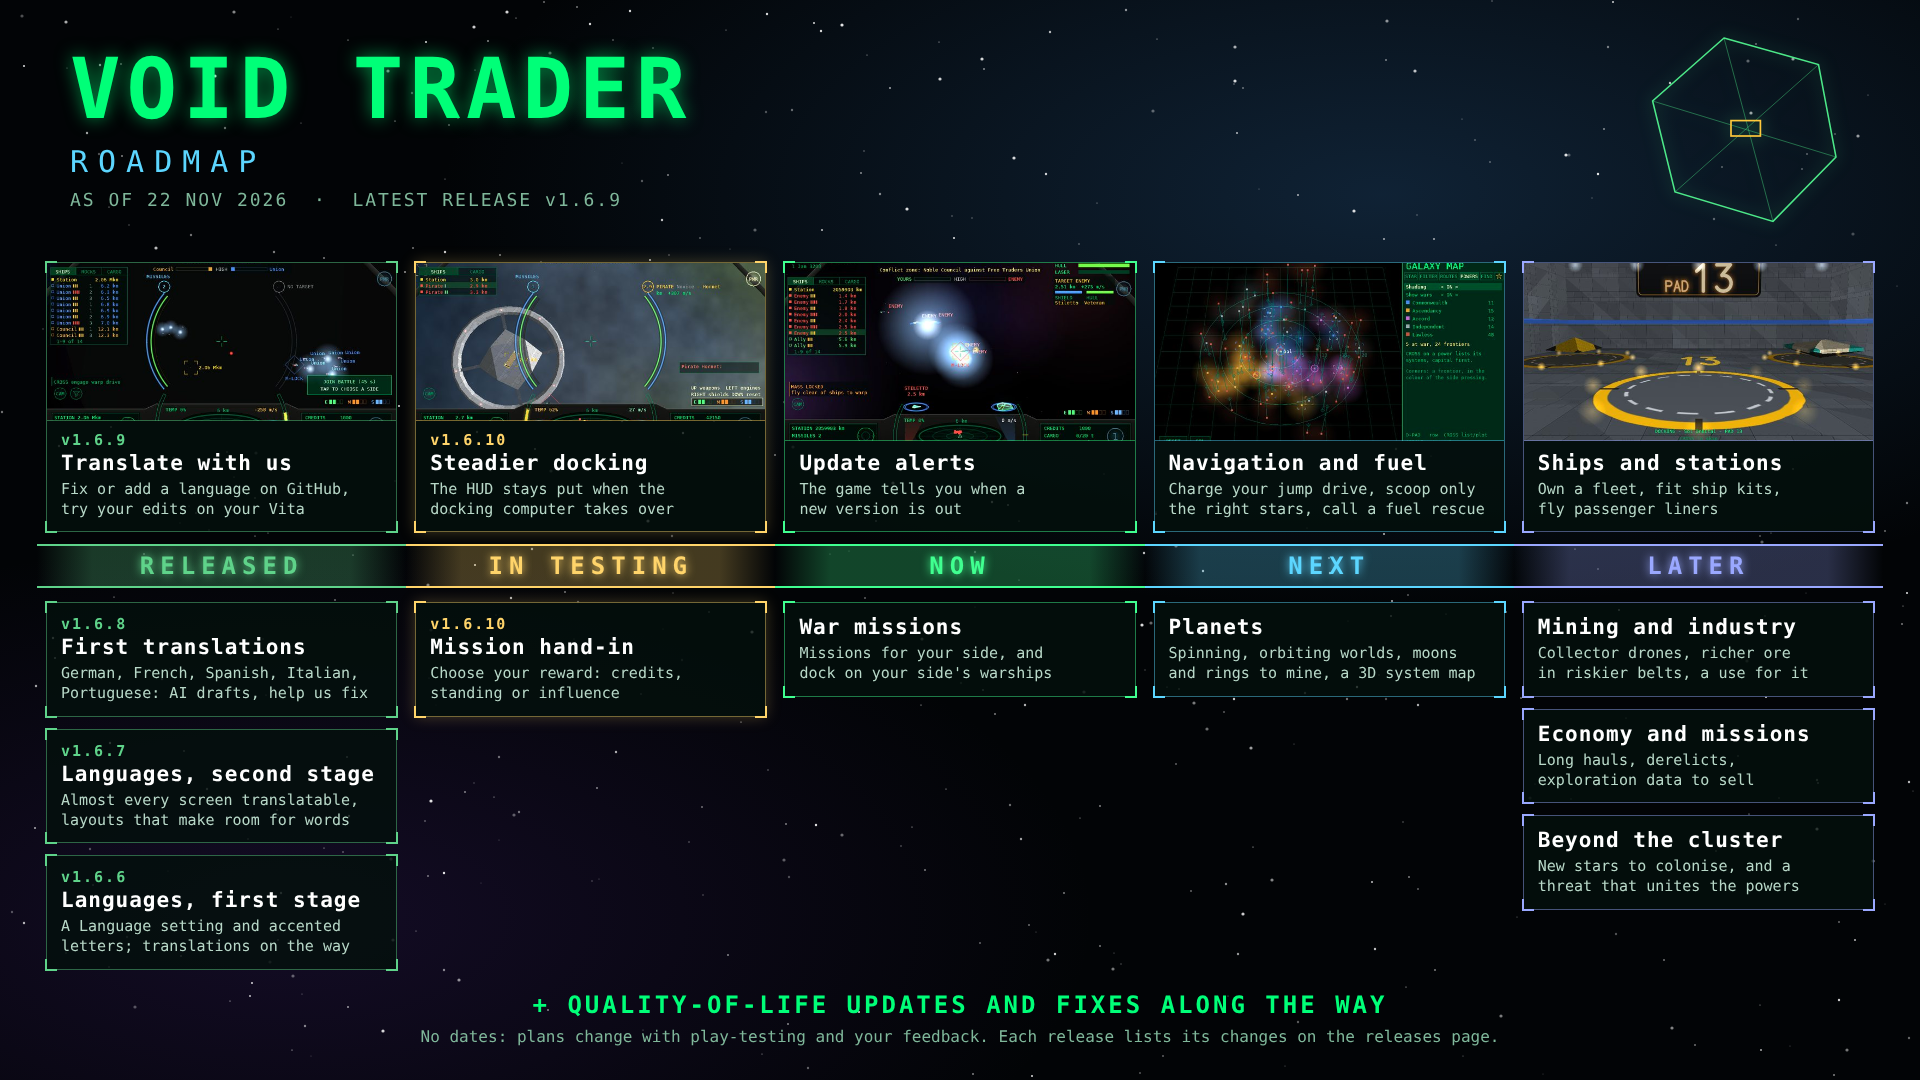 VOID TRADER
ROADMAP
AS OF 22 NOV 2026 · LATEST RELEASE v1.6.9
v1.6.9
Translate with us
Fix or add a language on GitHub,
try your edits on your Vita
v1.6.10
Steadier docking
The HUD stays put when the
docking computer takes over
Update alerts
The game tells you when a
new version is out
GALAXY MAP
Navigation and fuel
Charge your jump drive, scoop only
the right stars, call a fuel rescue
PAD 13
13
Ships and stations
Own a fleet, fit ship kits,
fly passenger liners
RELEASED
IN TESTING
NOW
NEXT
LATER
v1.6.8
First translations
German, French, Spanish, Italian,
Portuguese: AI drafts, help us fix
v1.6.7
Languages, second stage
Almost every screen translatable,
layouts that make room for words
v1.6.6
Languages, first stage
A Language setting and accented
letters; translations on the way
v1.6.10
Mission hand-in
Choose your reward: credits,
standing or influence
War missions
Missions for your side, and
dock on your side's warships
Planets
Spinning, orbiting worlds, moons
and rings to mine, a 3D system map
Mining and industry
Collector drones, richer ore
in riskier belts, a use for it
Economy and missions
Long hauls, derelicts,
exploration data to sell
Beyond the cluster
New stars to colonise, and a
threat that unites the powers
+ QUALITY-OF-LIFE UPDATES AND FIXES ALONG THE WAY
No dates: plans change with play-testing and your feedback. Each release lists its changes on the releases page.